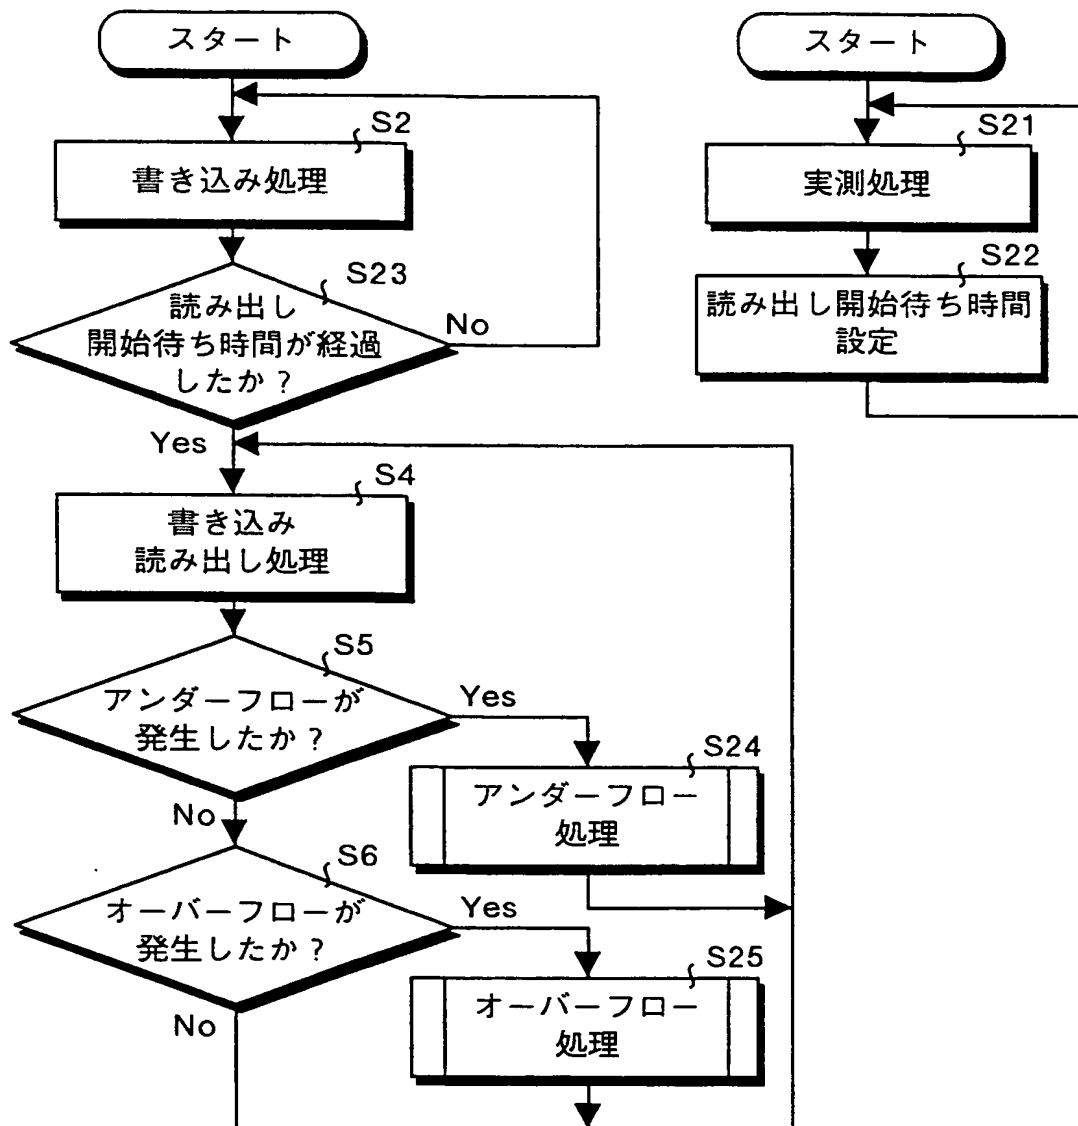 スタート
S2
書き込み処理
S23
読み出し
開始待ち時間が経過
したか？
No
Yes
S4
書き込み
読み出し処理
S5
アンダーフローが
発生したか？
Yes
No
S24
アンダーフロー
処理
S6
オーバーフローが
発生したか？
Yes
No
S25
オーバーフロー
処理
スタート
S21
実測処理
S22
読み出し開始待ち時間
設定